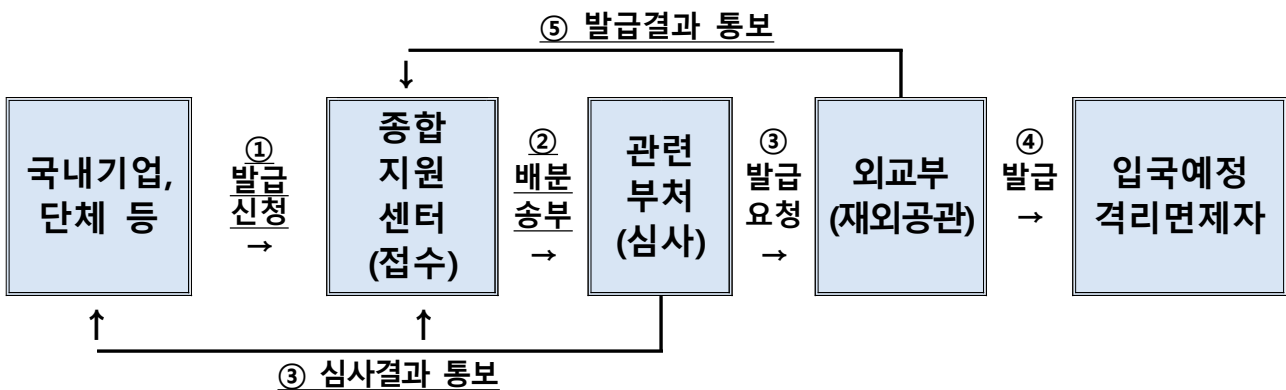 ⑤ 발급결과 통보
↓
국내기업,
단체 등
①
발급
신청
→
종합
지원
센터
(접수)
②
배분
송부
→
관련
부처
(심사)
③
발급
요청
→
외교부
(재외공관)
④
발급
→
입국예정
격리면제자
↑
↑
③ 심사결과 통보